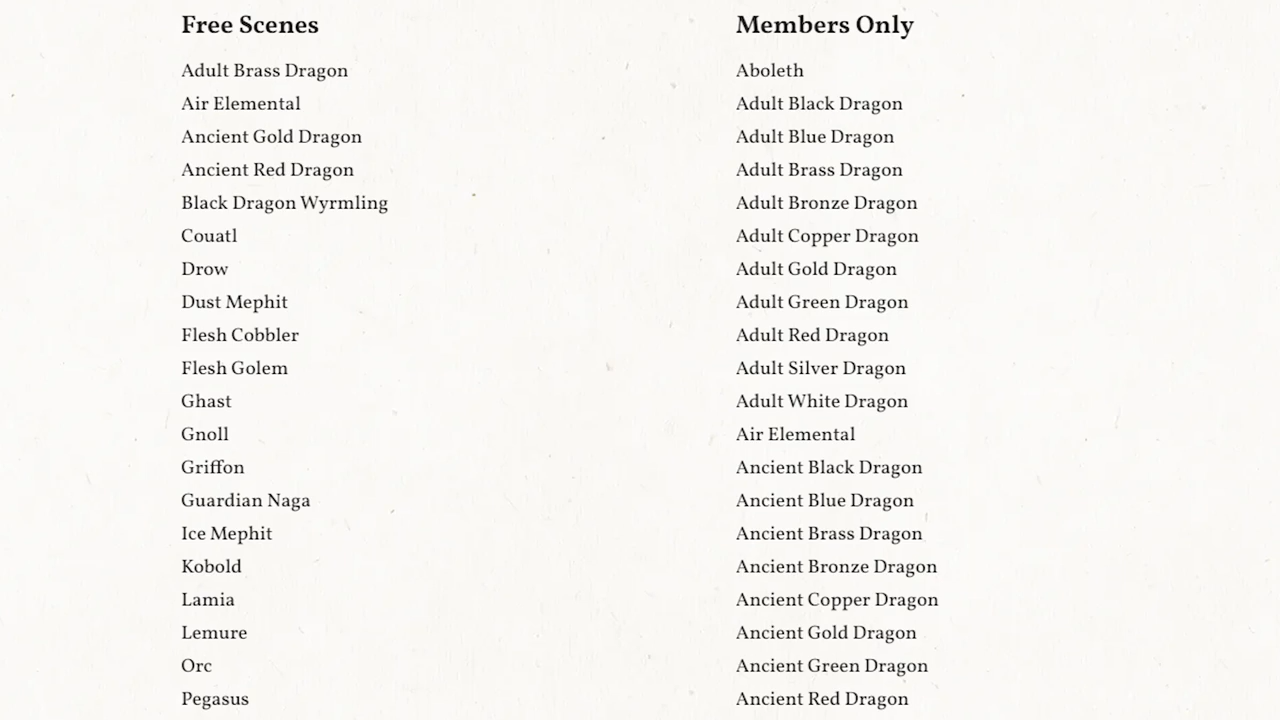 Free Scenes
Adult Brass Dragon
Air Elemental
Ancient Gold Dragon
Ancient Red Dragon
Black Dragon Wyrmling
Couatl
Drow
Dust Mephit
Flesh Cobbler
Flesh Golem
Ghast
Gnoll
Griffon
Guardian Naga
Ice Mephit
Kobold
Lamia
Lemure
Orc
Pegasus
Members Only
Aboleth
Adult Black Dragon
Adult Blue Dragon
Adult Brass Dragon
Adult Bronze Dragon
Adult Copper Dragon
Adult Gold Dragon
Adult Green Dragon
Adult Red Dragon
Adult Silver Dragon
Adult White Dragon
Air Elemental
Ancient Black Dragon
Ancient Blue Dragon
Ancient Brass Dragon
Ancient Bronze Dragon
Ancient Copper Dragon
Ancient Gold Dragon
Ancient Green Dragon
Ancient Red Dragon